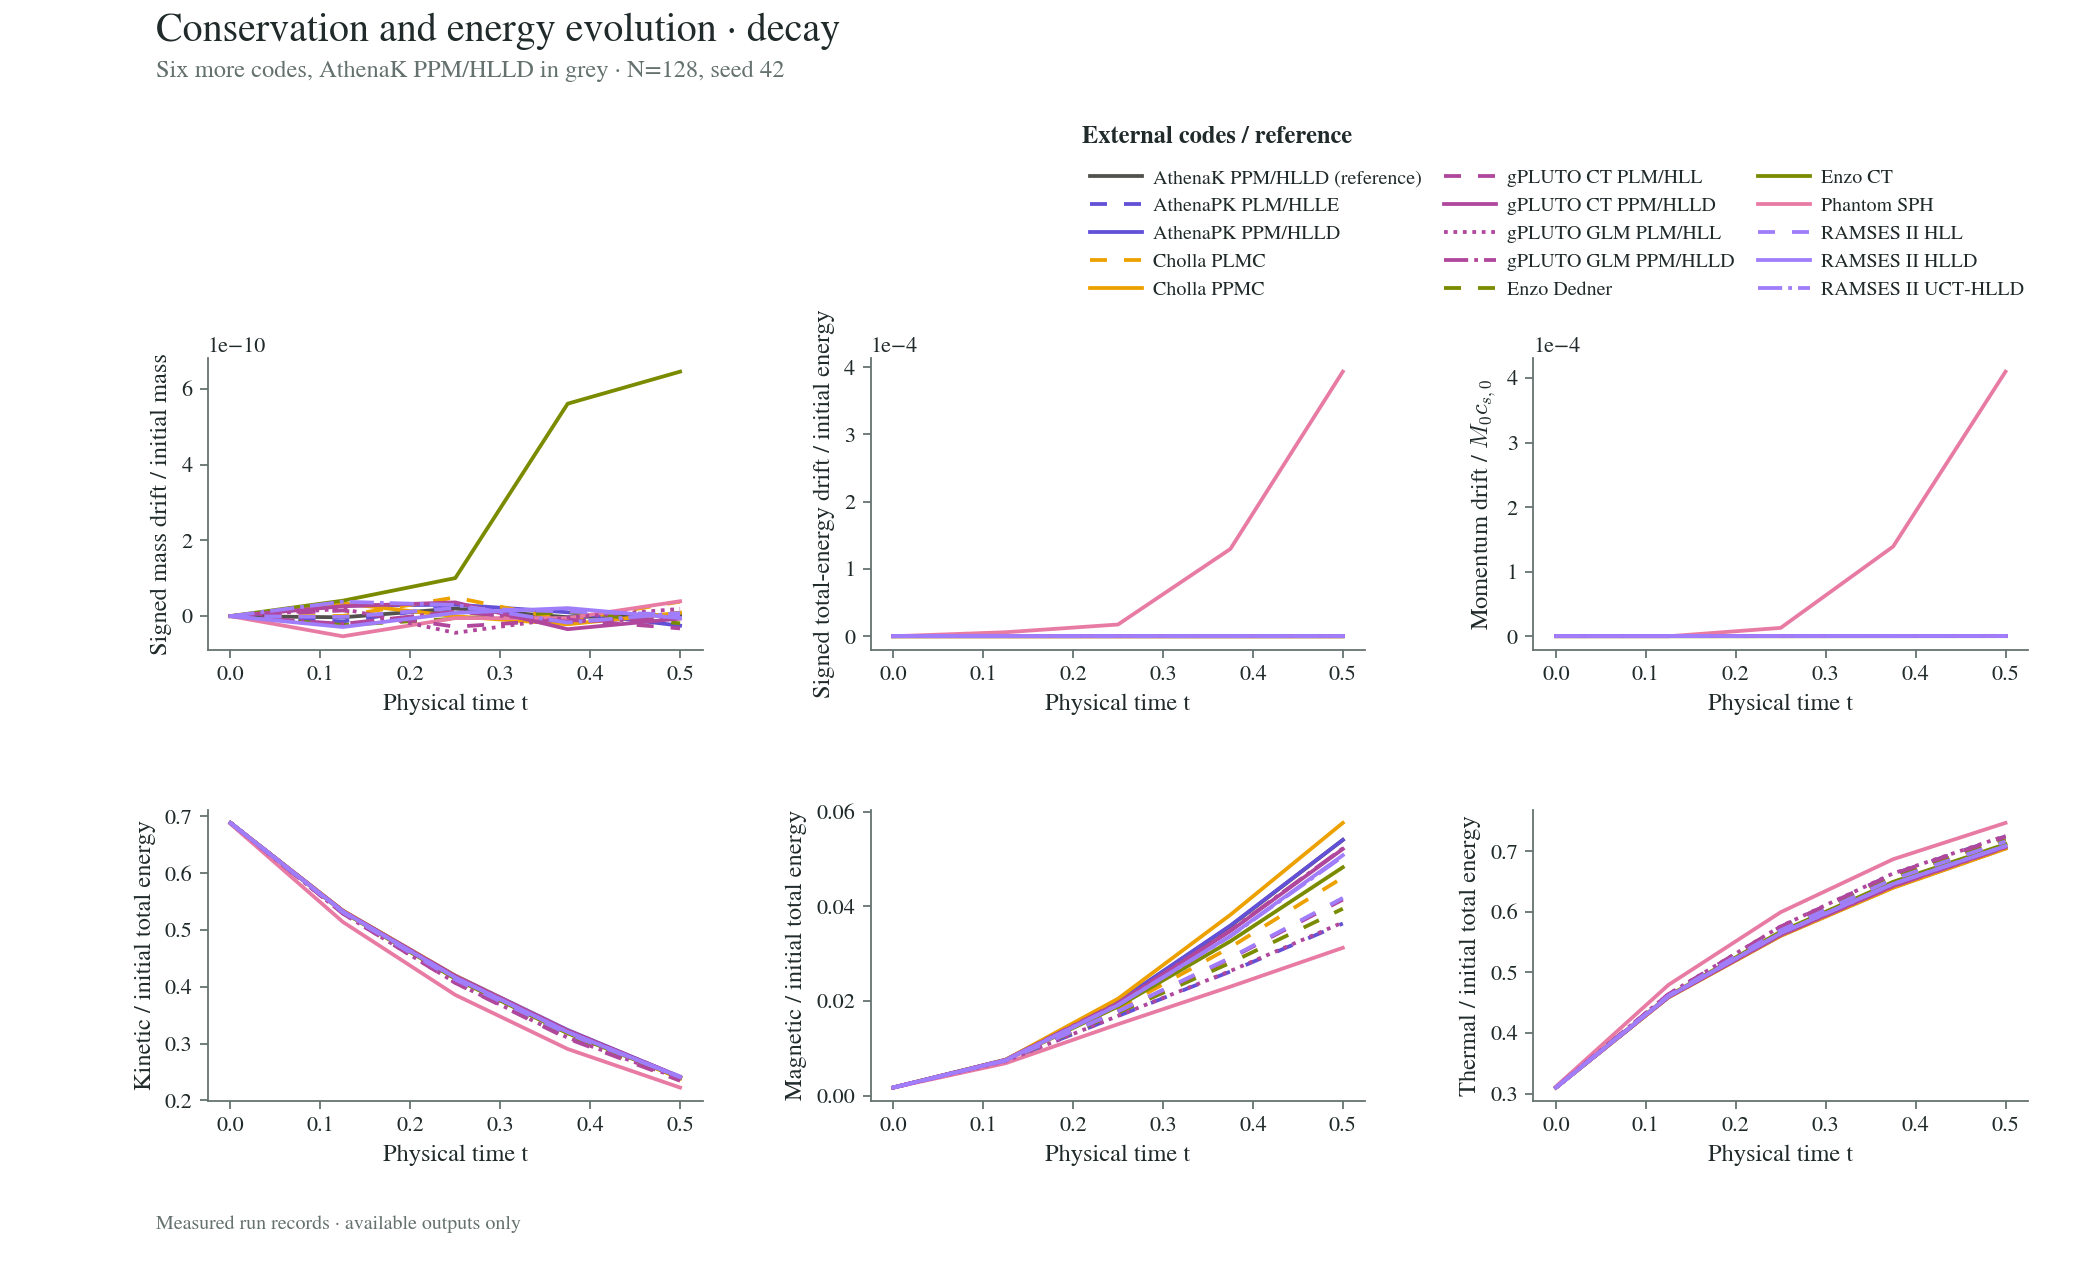 Conservation and energy evolution · decay
Six more codes, AthenaK PPM/HLLD in grey · N=128, seed 42
External codes / reference
AthenaK PPM/HLLD (reference)
AthenaPK PLM/HLLE
AthenaPK PPM/HLLD
Cholla PLMC
Cholla PPMC
gPLUTO CT PLM/HLL
gPLUTO CT PPM/HLLD
gPLUTO GLM PLM/HLL
gPLUTO GLM PPM/HLLD
Enzo Dedner
Enzo CT
Phantom SPH
RAMSES II HLL
RAMSES II HLLD
RAMSES II UCT-HLLD
Signed mass drift / initial mass
1e−10
6
4
2
0
0.0 0.1 0.2 0.3 0.4 0.5
Physical time t
Signed total-energy drift / initial energy
1e−4
4
3
2
1
0
0.0 0.1 0.2 0.3 0.4 0.5
Physical time t
Momentum drift / M₀cₛ,₀
1e−4
4
3
2
1
0
0.0 0.1 0.2 0.3 0.4 0.5
Physical time t
Kinetic / initial total energy
0.7
0.6
0.5
0.4
0.3
0.2
0.0 0.1 0.2 0.3 0.4 0.5
Physical time t
Magnetic / initial total energy
0.06
0.04
0.02
0.00
0.0 0.1 0.2 0.3 0.4 0.5
Physical time t
Thermal / initial total energy
0.7
0.6
0.5
0.4
0.3
0.0 0.1 0.2 0.3 0.4 0.5
Physical time t
Measured run records · available outputs only